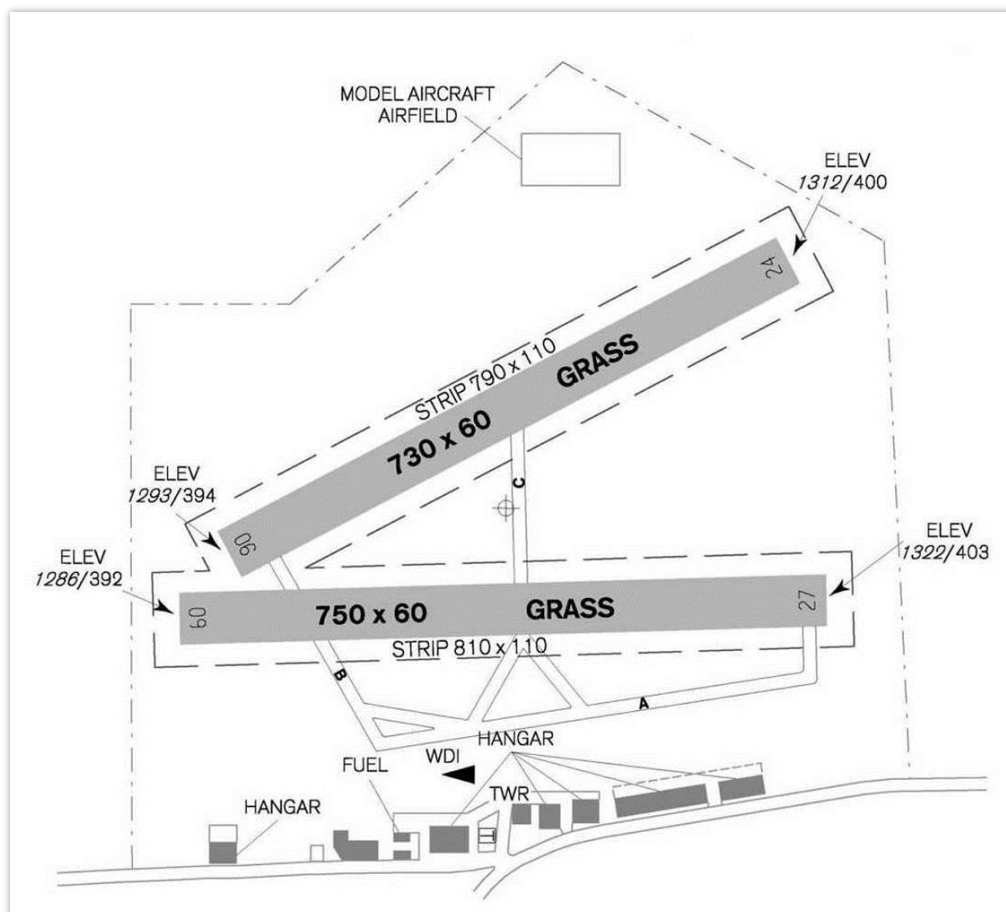 MODEL AIRCRAFT
AIRFIELD
ELEV
1312/400
24
GRASS
STRIP 790 x 110
730 x 60
C
ELEV
1293/394
06
ELEV
1322/403
ELEV
1286/392
09
750 x 60
GRASS
27
STRIP 810 x 110
B
A
HANGAR
WDI
FUEL
TWR
HANGAR